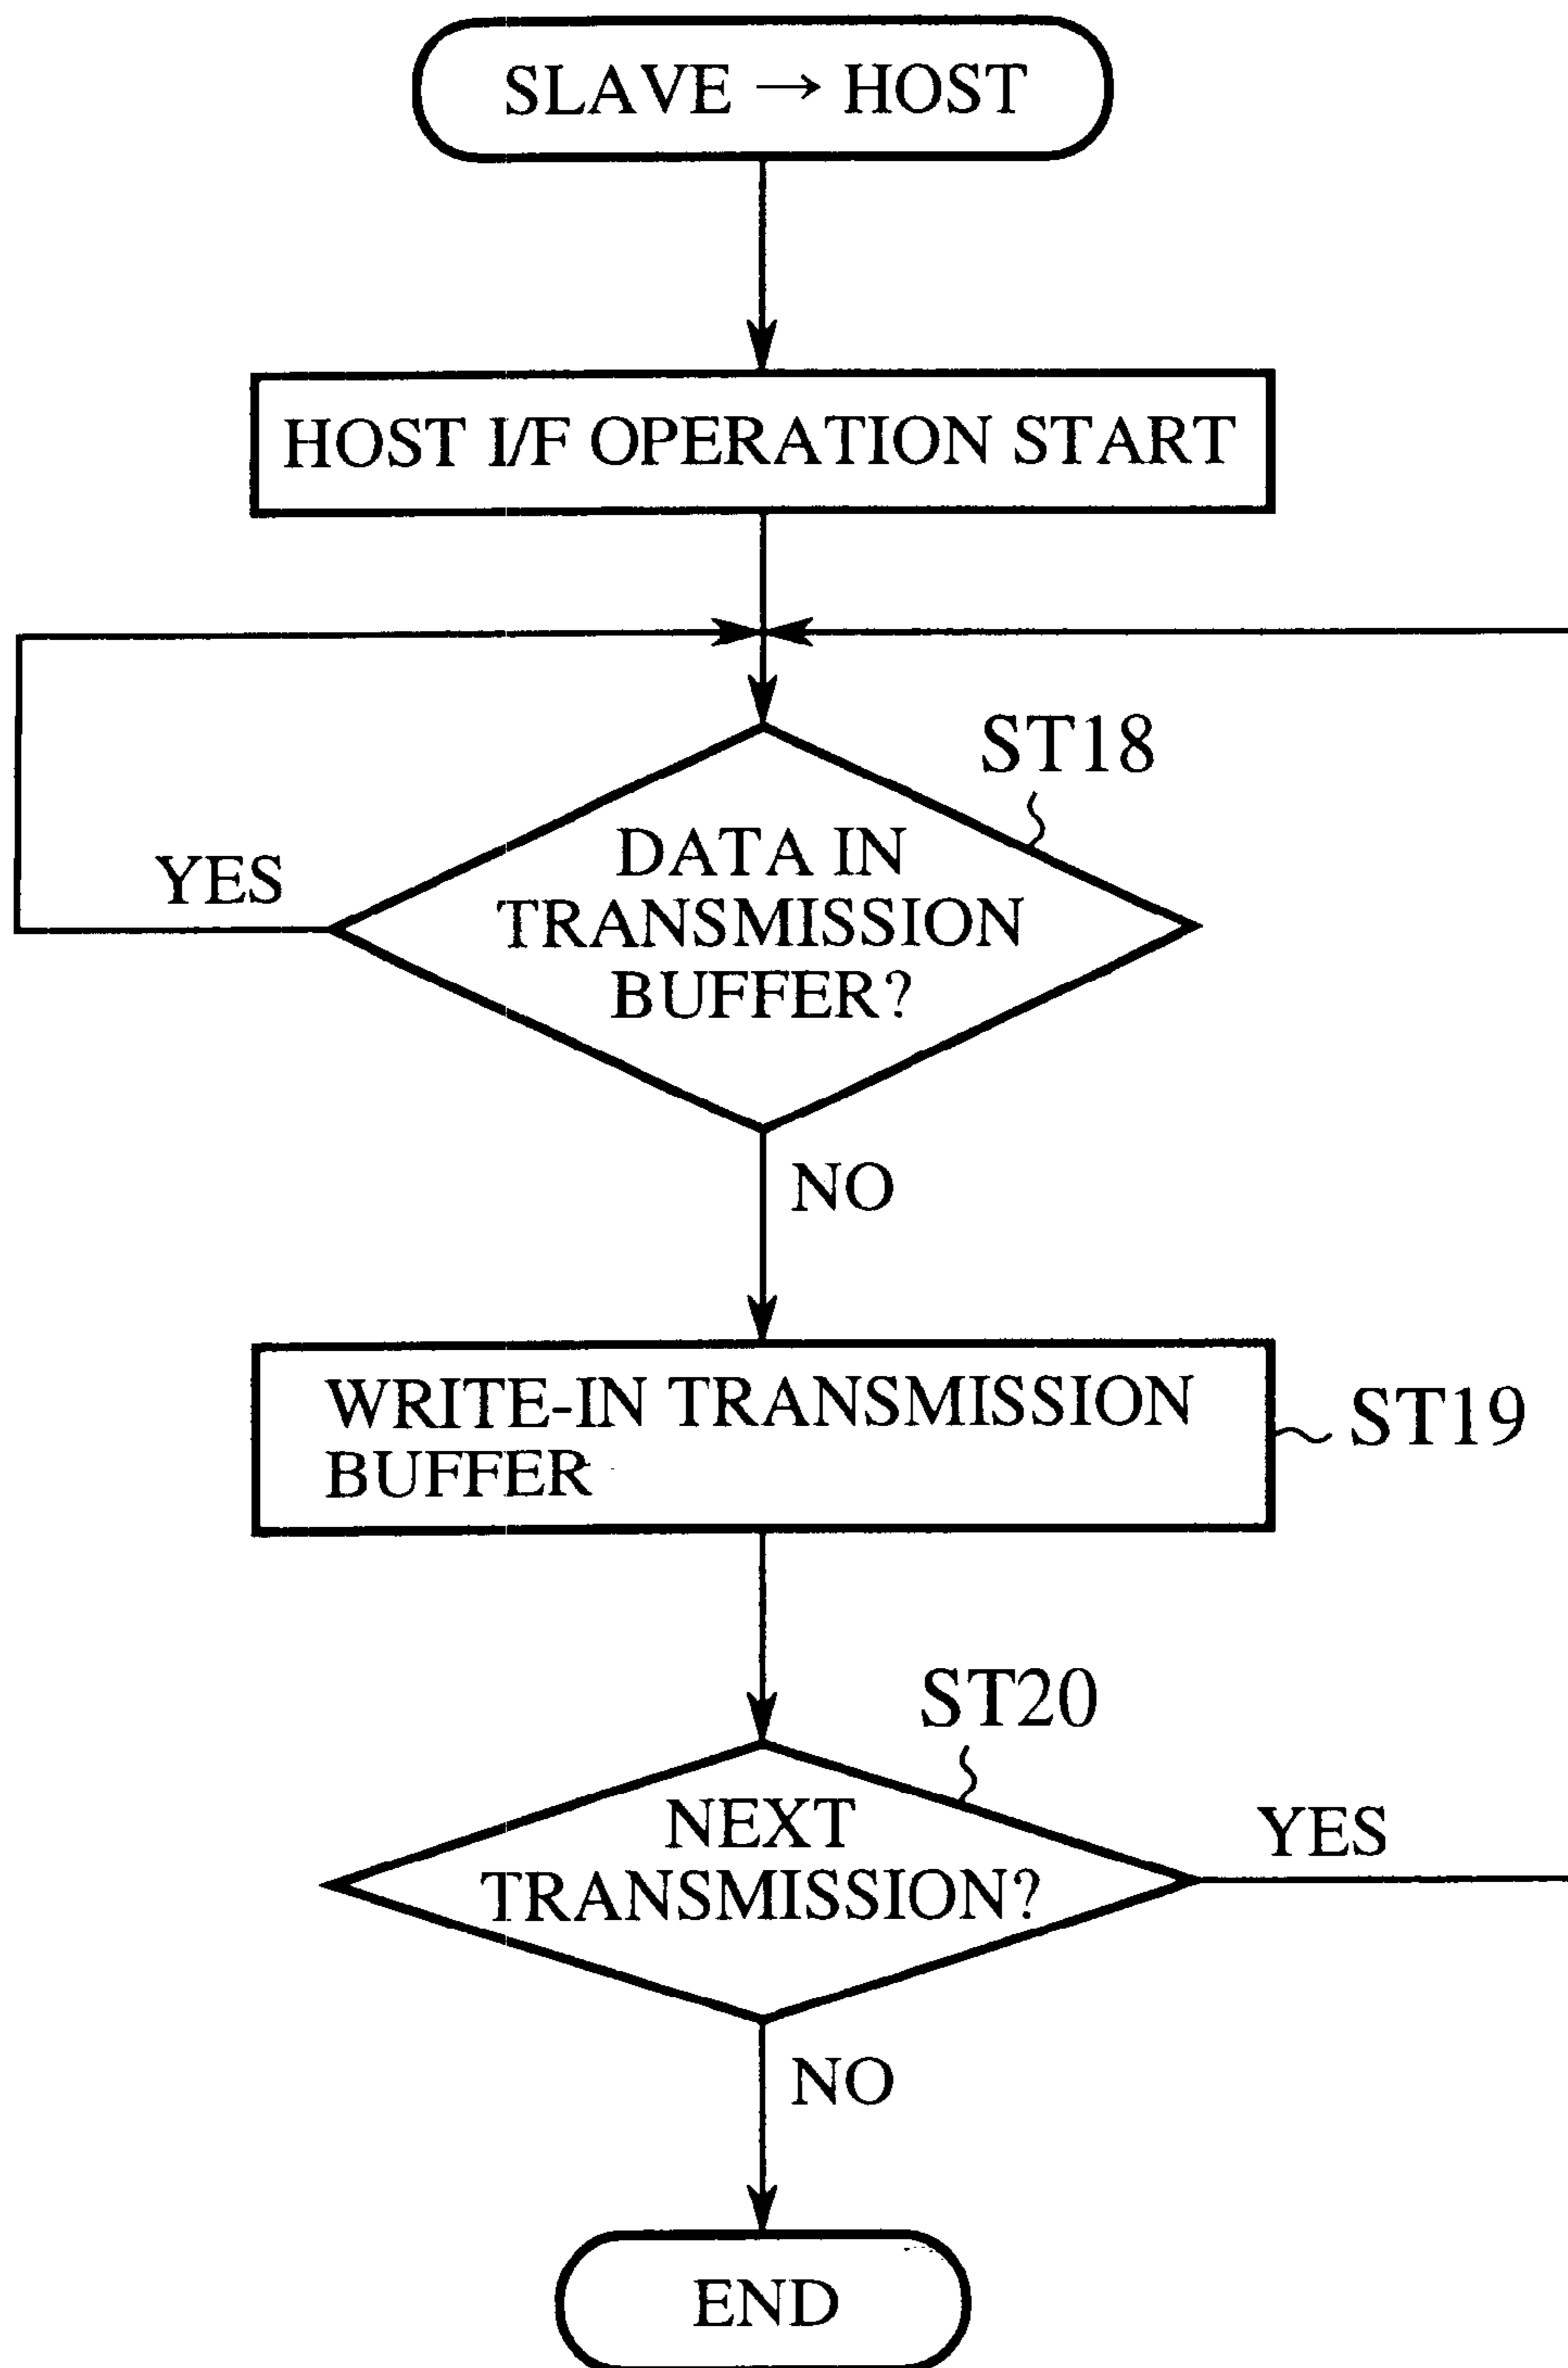 SLAVE → HOST
HOST I/F OPERATION START
ST18
DATA IN
TRANSMISSION
BUFFER?
YES
NO
WRITE-IN TRANSMISSION
BUFFER
ST19
ST20
NEXT
TRANSMISSION?
YES
NO
END